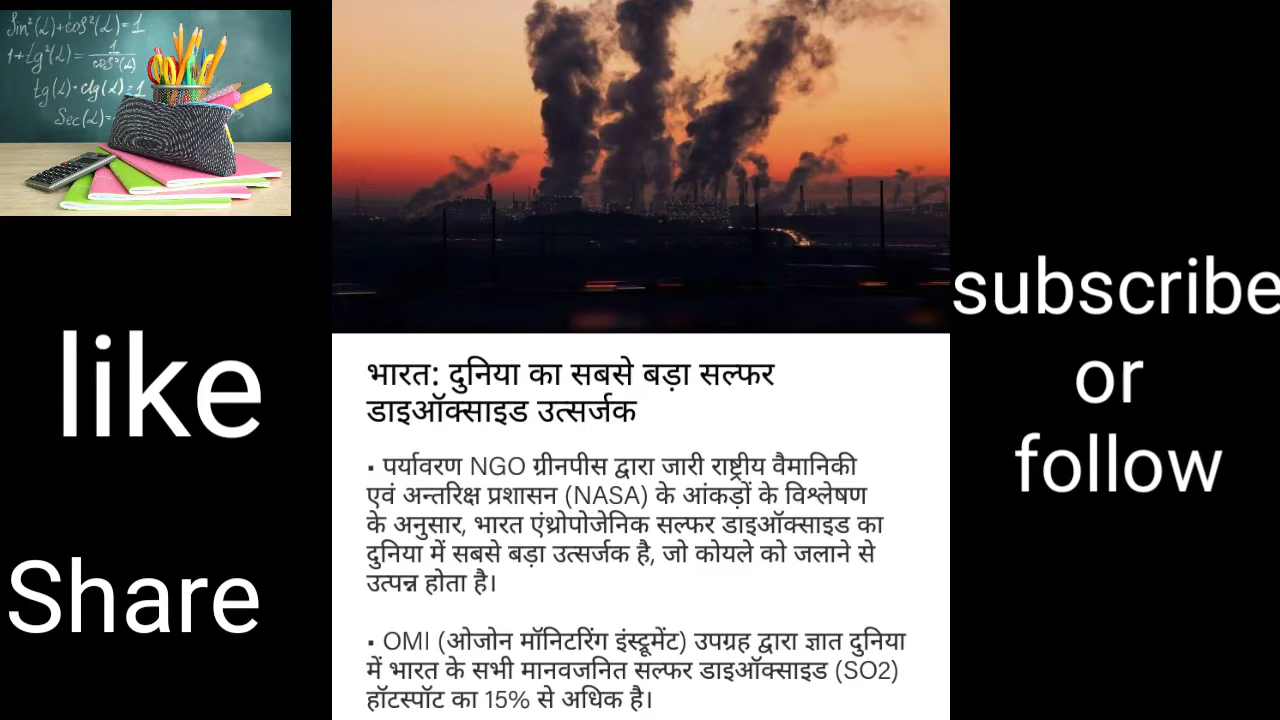 Sin²(α)+cos²(α)=1
like
Share
भारत: दुनिया का सबसे बड़ा सल्फर
डाइऑक्साइड उत्सर्जक
▪ पर्यावरण NGO ग्रीनपीस द्वारा जारी राष्ट्रीय वैमानिकी
एवं अन्तरिक्ष प्रशासन (NASA) के आंकड़ों के विश्लेषण
के अनुसार, भारत एंथ्रोपोजेनिक सल्फर डाइऑक्साइड का
दुनिया में सबसे बड़ा उत्सर्जक है, जो कोयले को जलाने से
उत्पन्न होता है।
▪ OMI (ओजोन मॉनिटरिंग इंस्ट्रूमेंट) उपग्रह द्वारा ज्ञात दुनिया
में भारत के सभी मानवजनित सल्फर डाइऑक्साइड (SO2)
हॉटस्पॉट का 15% से अधिक है।
subscribe
or
follow